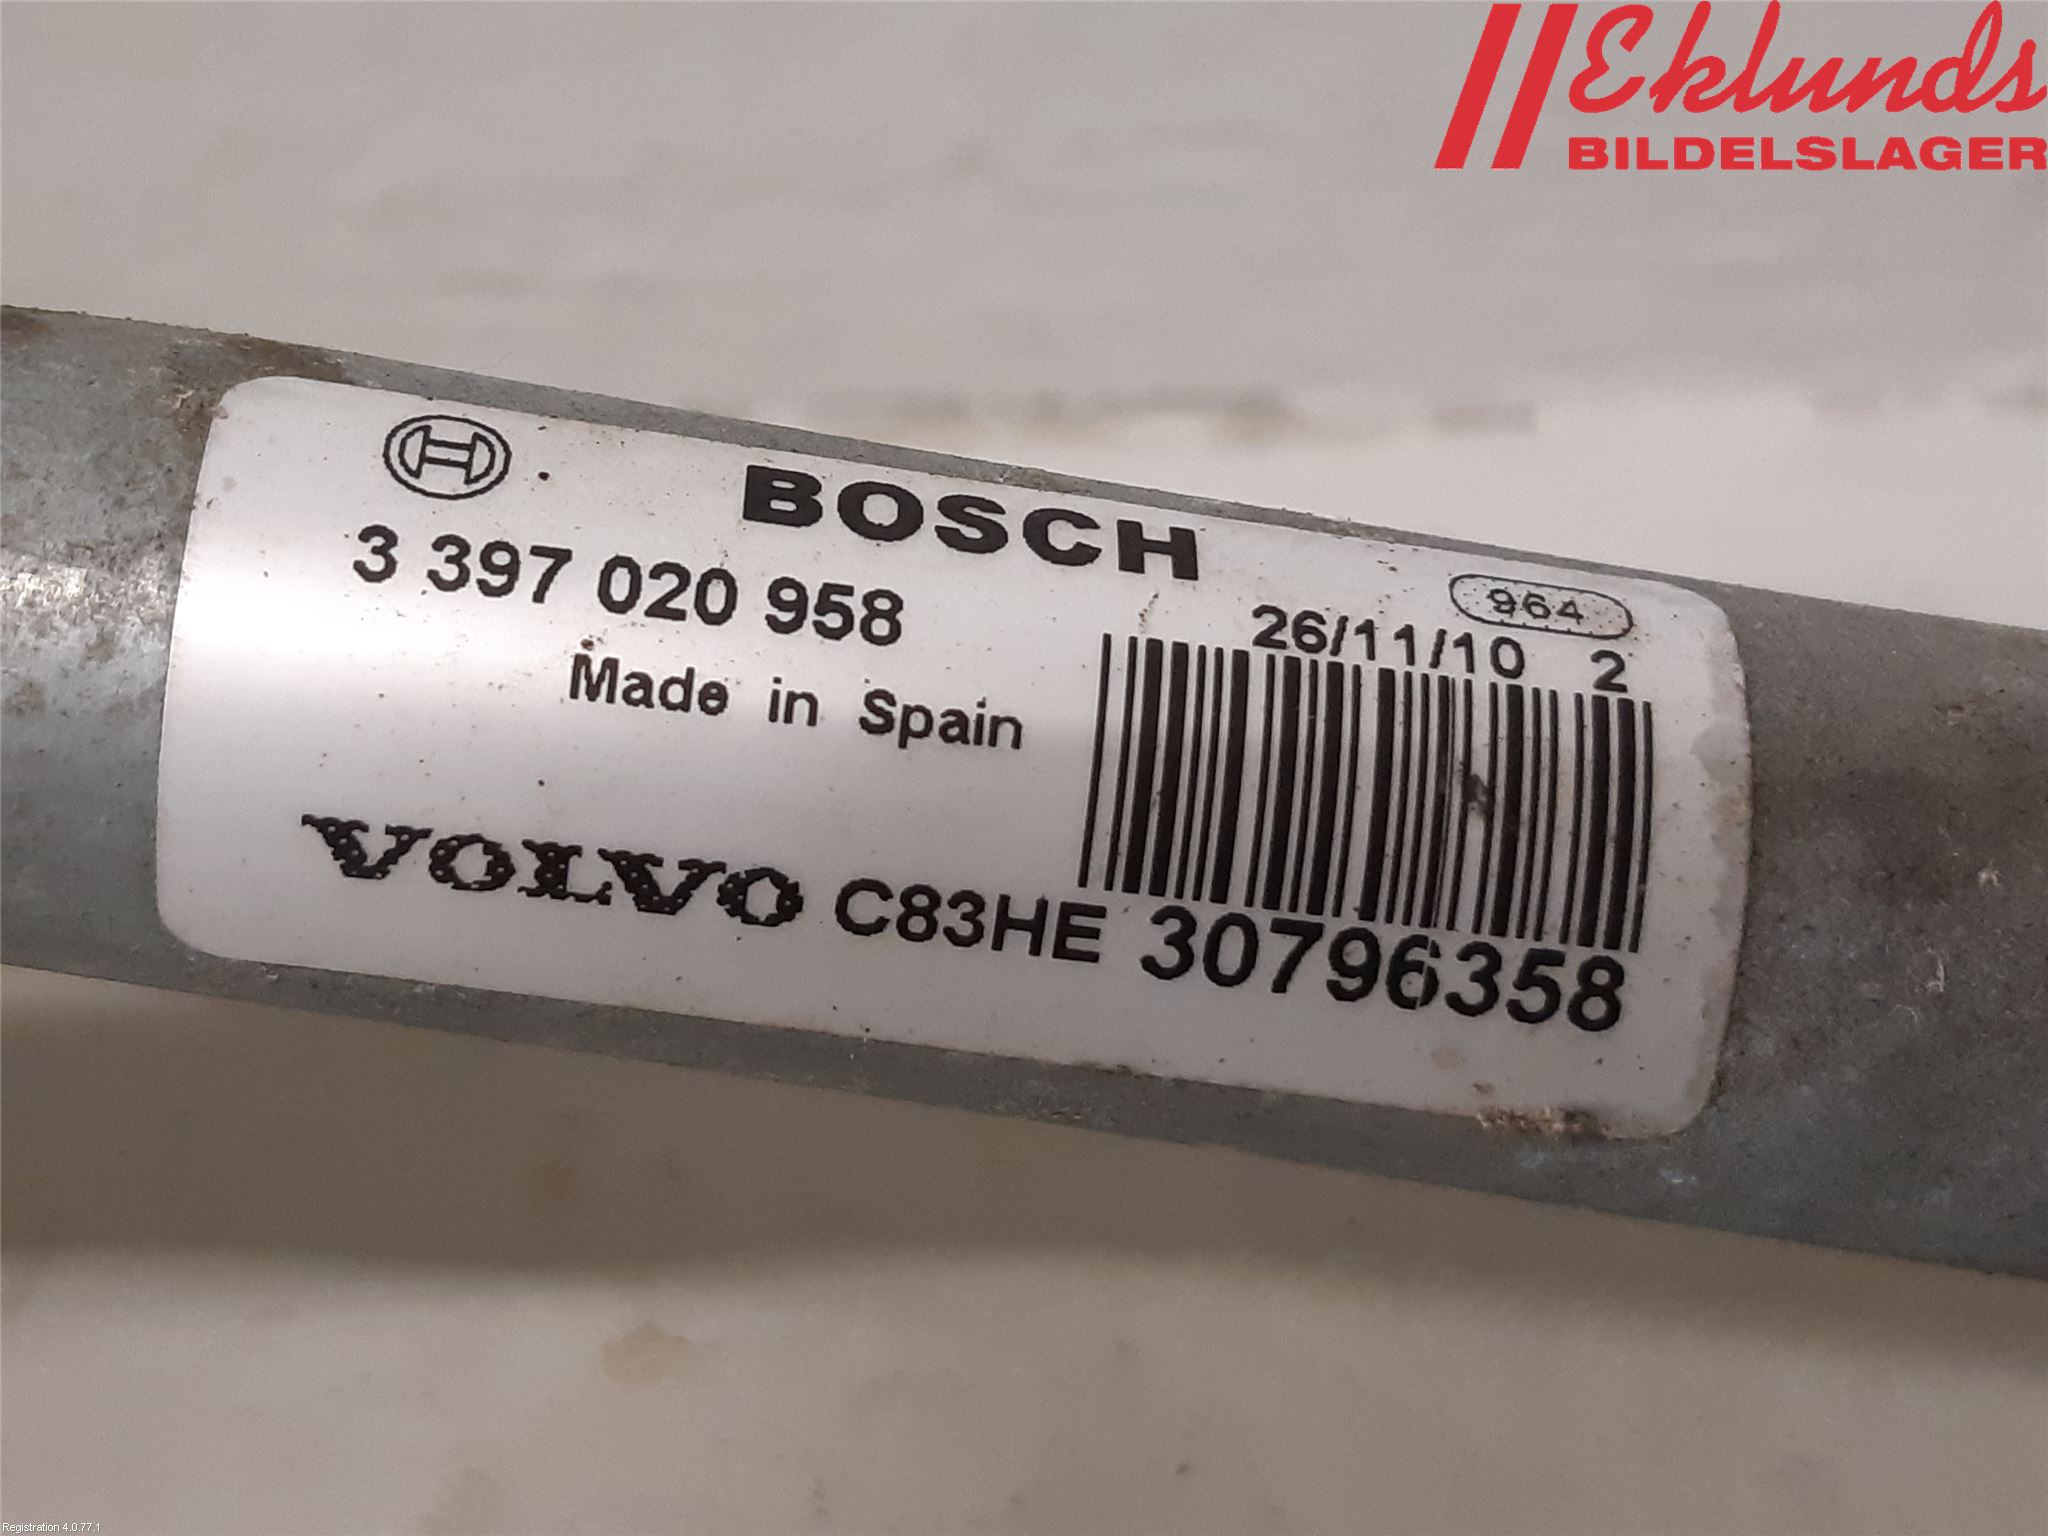 Eklunds
BILDELSLAGER
BOSCH
3 397 020 958
964
26/11/10 2
Made in Spain
VOLVO C83HE 30796358
Registration 4.0.77.1